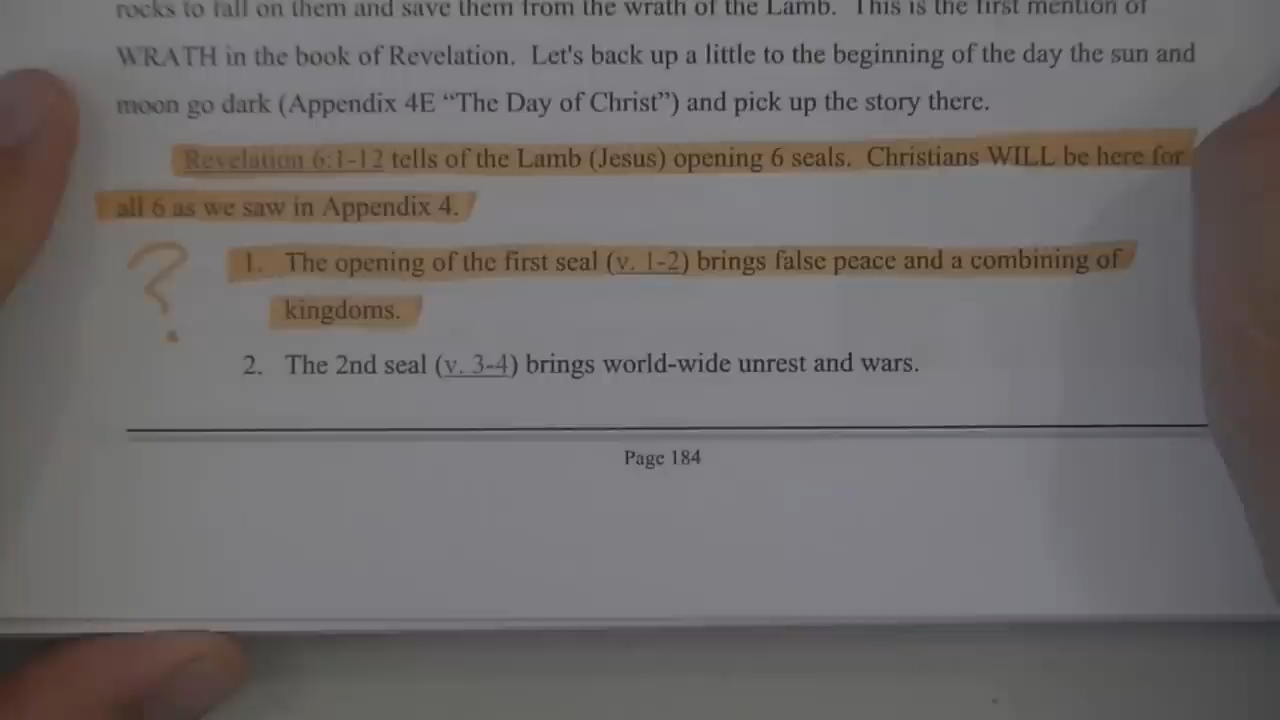 rocks to fall on them and save them from the wrath of the Lamb. This is the first mention of
WRATH in the book of Revelation. Let's back up a little to the beginning of the day the sun and
moon go dark (Appendix 4E “The Day of Christ”) and pick up the story there.
Revelation 6:1-12 tells of the Lamb (Jesus) opening 6 seals. Christians WILL be here for
all 6 as we saw in Appendix 4.
?
1. The opening of the first seal (v. 1-2) brings false peace and a combining of
kingdoms.
2. The 2nd seal (v. 3-4) brings world-wide unrest and wars.
Page 184